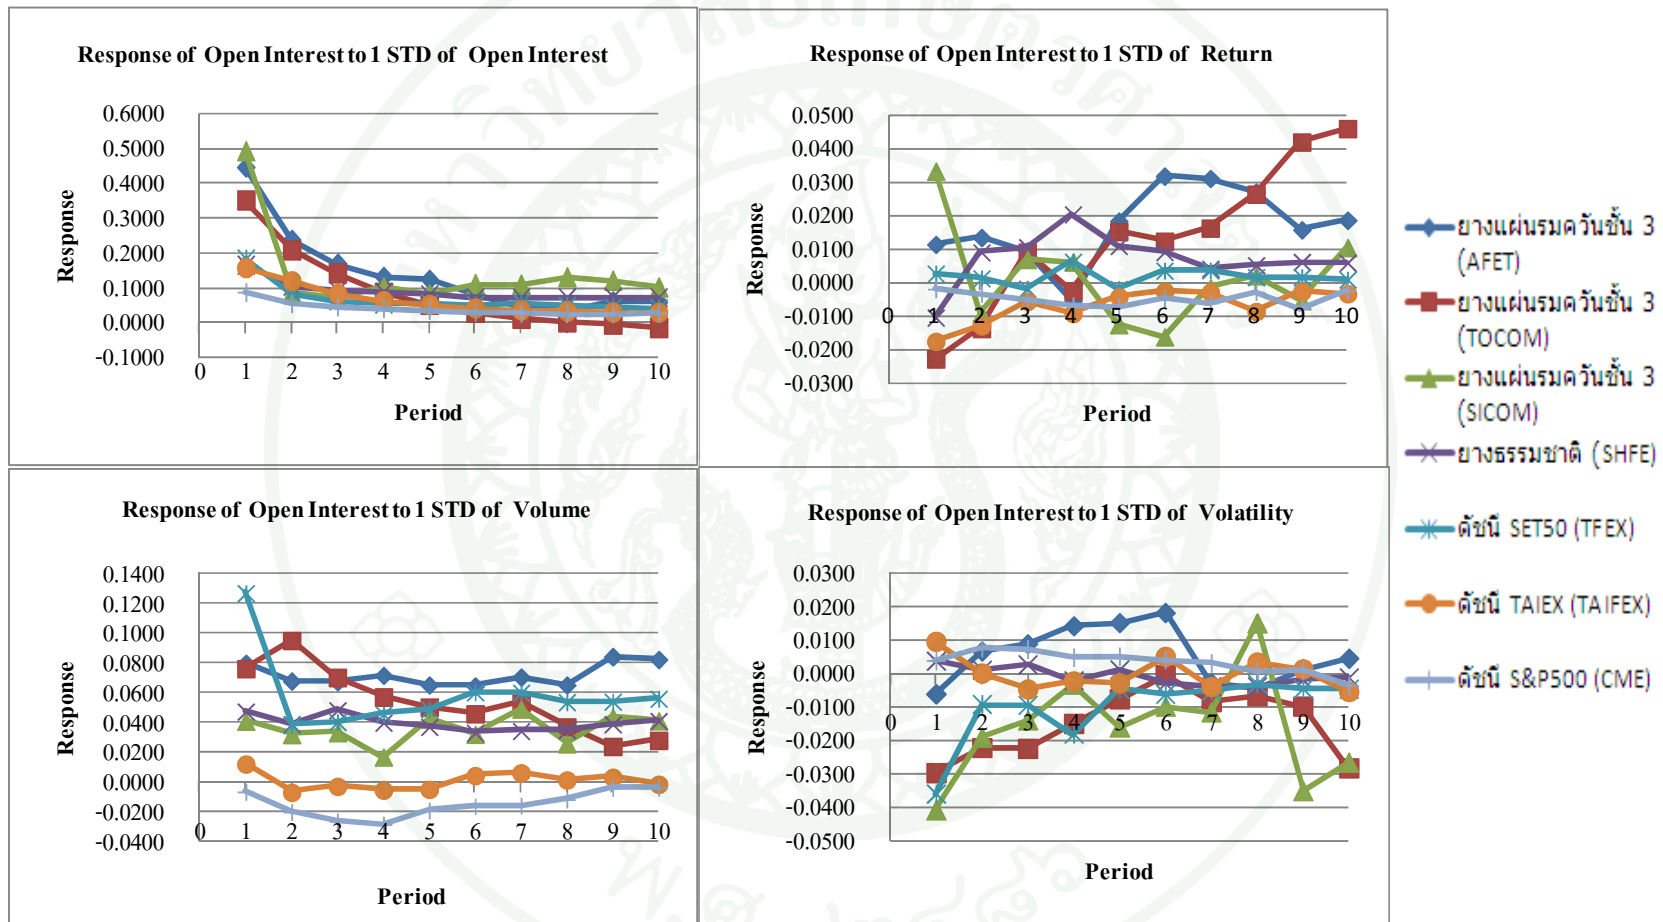 Response of Open Interest to 1 STD of Open Interest
0.6000
0.5000
0.4000
0.3000
0.2000
0.1000
0.0000
-0.1000
Response
0 1 2 3 4 5 6 7 8 9 10
Period
Response of Open Interest to 1 STD of Return
0.0500
0.0400
0.0300
0.0200
0.0100
0.0000
-0.0100
-0.0200
-0.0300
Response
0 1 2 3 4 5 6 7 8 9 10
Period
Response of Open Interest to 1 STD of Volume
0.1400
0.1200
0.1000
0.0800
0.0600
0.0400
0.0200
0.0000
-0.0200
-0.0400
Response
0 1 2 3 4 5 6 7 8 9 10
Period
Response of Open Interest to 1 STD of Volatility
0.0300
0.0200
0.0100
0.0000
-0.0100
-0.0200
-0.0300
-0.0400
-0.0500
Response
0 1 2 3 4 5 6 7 8 9 10
Period
ยางแผ่นรมควันชั้น 3
(AFET)
ยางแผ่นรมควันชั้น 3
(TOCOM)
ยางแผ่นรมควันชั้น 3
(SICOM)
ยางธรรมชาติ (SHFE)
ดัชนี SET50 (TFEX)
ดัชนี TAIEX (TAIFEX)
ดัชนี S&P500 (CME)